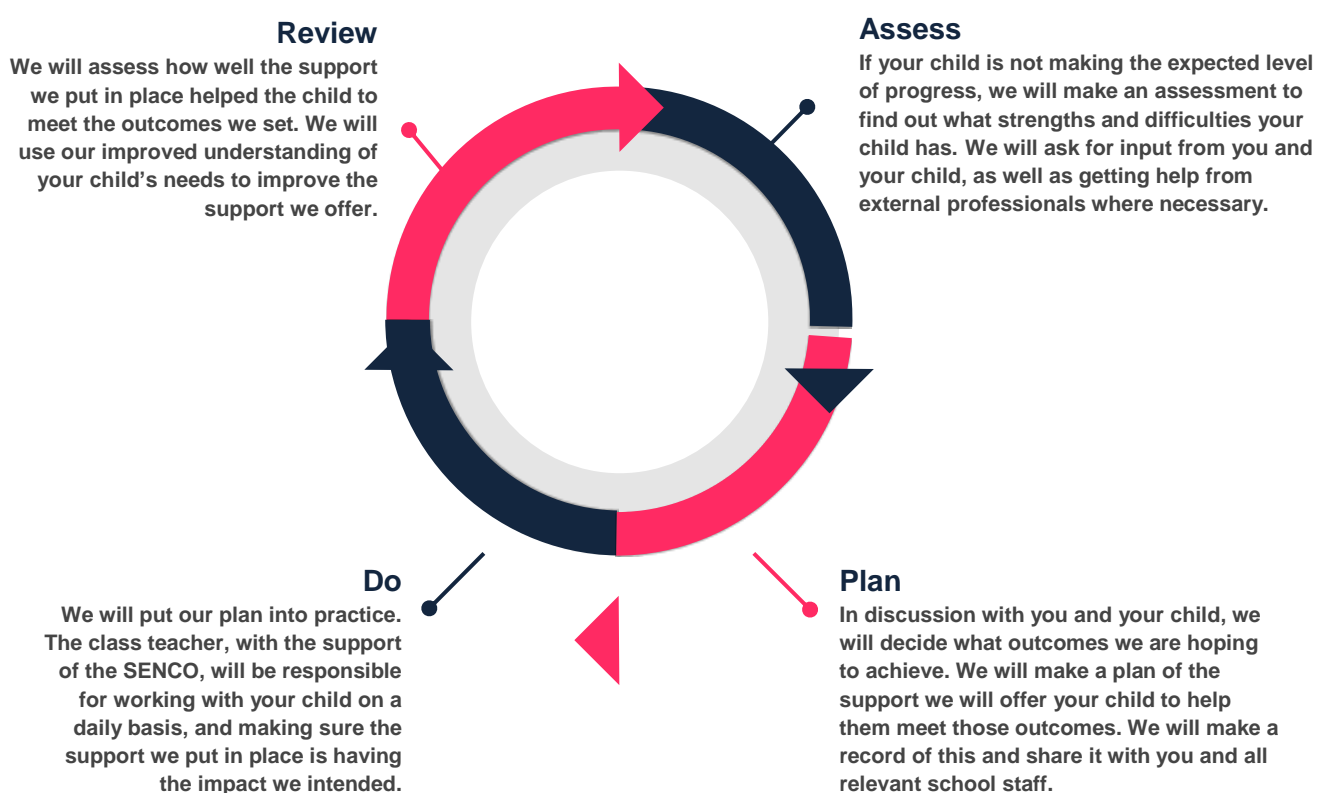 Review
We will assess how well the support
we put in place helped the child to
meet the outcomes we set. We will
use our improved understanding of
your child’s needs to improve the
support we offer.
Assess
If your child is not making the expected level
of progress, we will make an assessment to
find out what strengths and difficulties your
child has. We will ask for input from you and
your child, as well as getting help from
external professionals where necessary.
Do
We will put our plan into practice.
The class teacher, with the support
of the SENCO, will be responsible
for working with your child on a
daily basis, and making sure the
support we put in place is having
the impact we intended.
Plan
In discussion with you and your child, we
will decide what outcomes we are hoping
to achieve. We will make a plan of the
support we will offer your child to help
them meet those outcomes. We will make a
record of this and share it with you and all
relevant school staff.